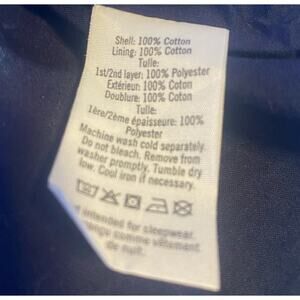 Shell: 100% Cotton
Lining: 100% Cotton
Tulle:
1st/2nd layer: 100% Polyester
Extérieur: 100% Coton
Doublure: 100% Coton
Tulle:
1ère/2ème épaisseur: 100%
Polyester
Machine wash cold separately.
Do not bleach. Remove from
washer promptly. Tumble dry
low. Cool iron if necessary.
intended for sleepwear.
comme vêtement
de nuit.